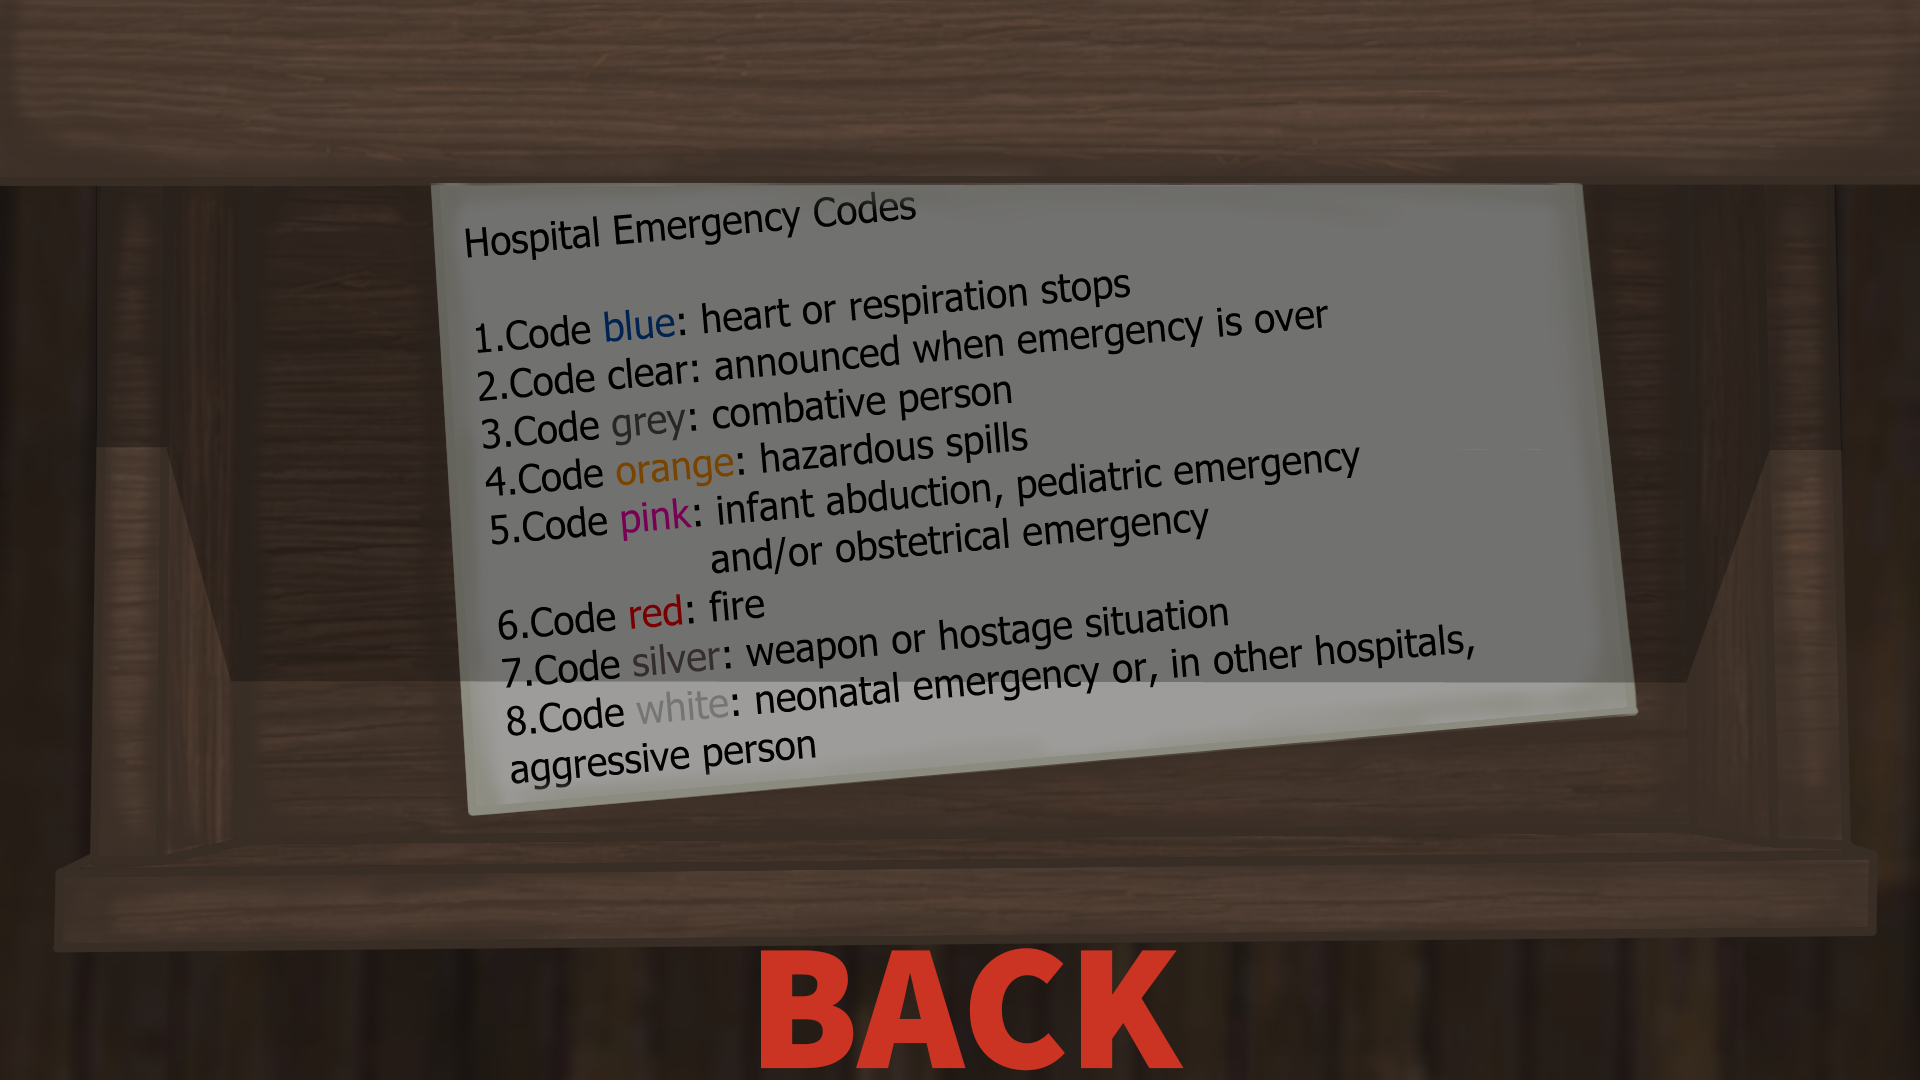 Hospital Emergency Codes
1.Code blue: heart or respiration stops
2.Code clear: announced when emergency is over
3.Code grey: combative person
4.Code orange: hazardous spills
5.Code pink: infant abduction, pediatric emergency
and/or obstetrical emergency
6.Code red: fire
7.Code silver: weapon or hostage situation
8.Code white: neonatal emergency or, in other hospitals,
aggressive person
BACK